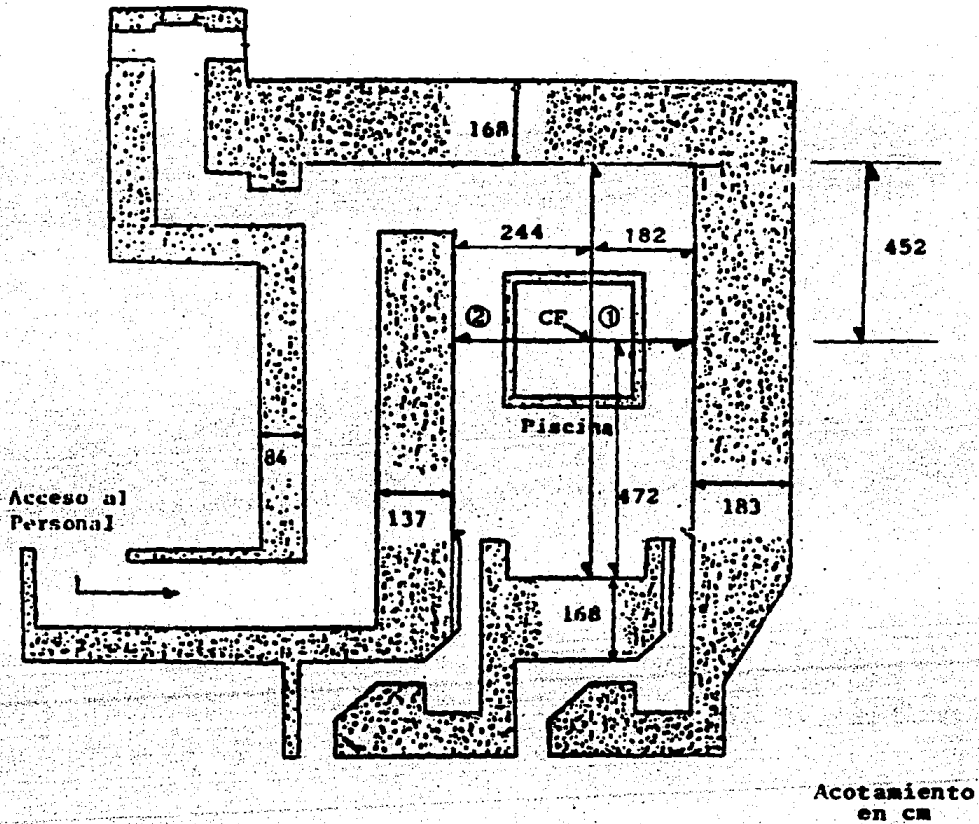 168
244
182
452
②
CF
①
Piscina
84
472
Acceso al
Personal
137
183
168
Acotamiento
en cm